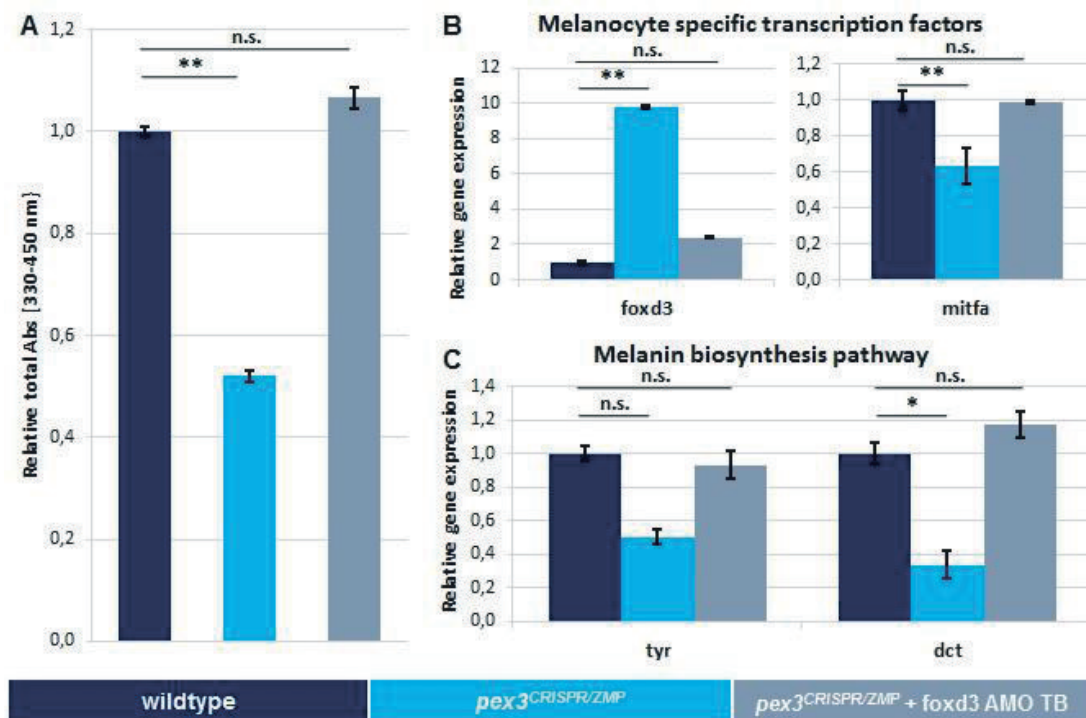 A
1,2
1,0
0,8
0,6
0,4
0,2
0,0
Relative total Abs [330-450 nm]
n.s.
**
B Melanocyte specific transcription factors
n.s.
**
12
10
8
6
4
2
0
Relative gene expression
foxd3
n.s.
**
1,2
1,0
0,8
0,6
0,4
0,2
0,0
mitfa
C Melanin biosynthesis pathway
1,4
1,2
1,0
0,8
0,6
0,4
0,2
0,0
Relative gene expression
n.s.
n.s.
tyr
n.s.
*
dct
wildtype
pex3CRISPR/ZMP
pex3CRISPR/ZMP + foxd3 AMO TB